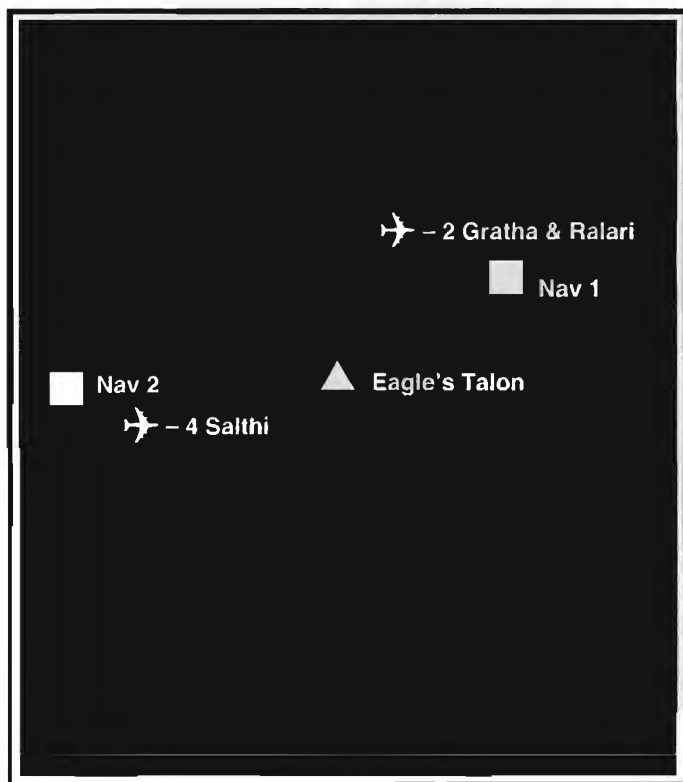 – 2 Gratha & Ralari
Nav 1
Nav 2
Eagle's Talon
– 4 Salthi